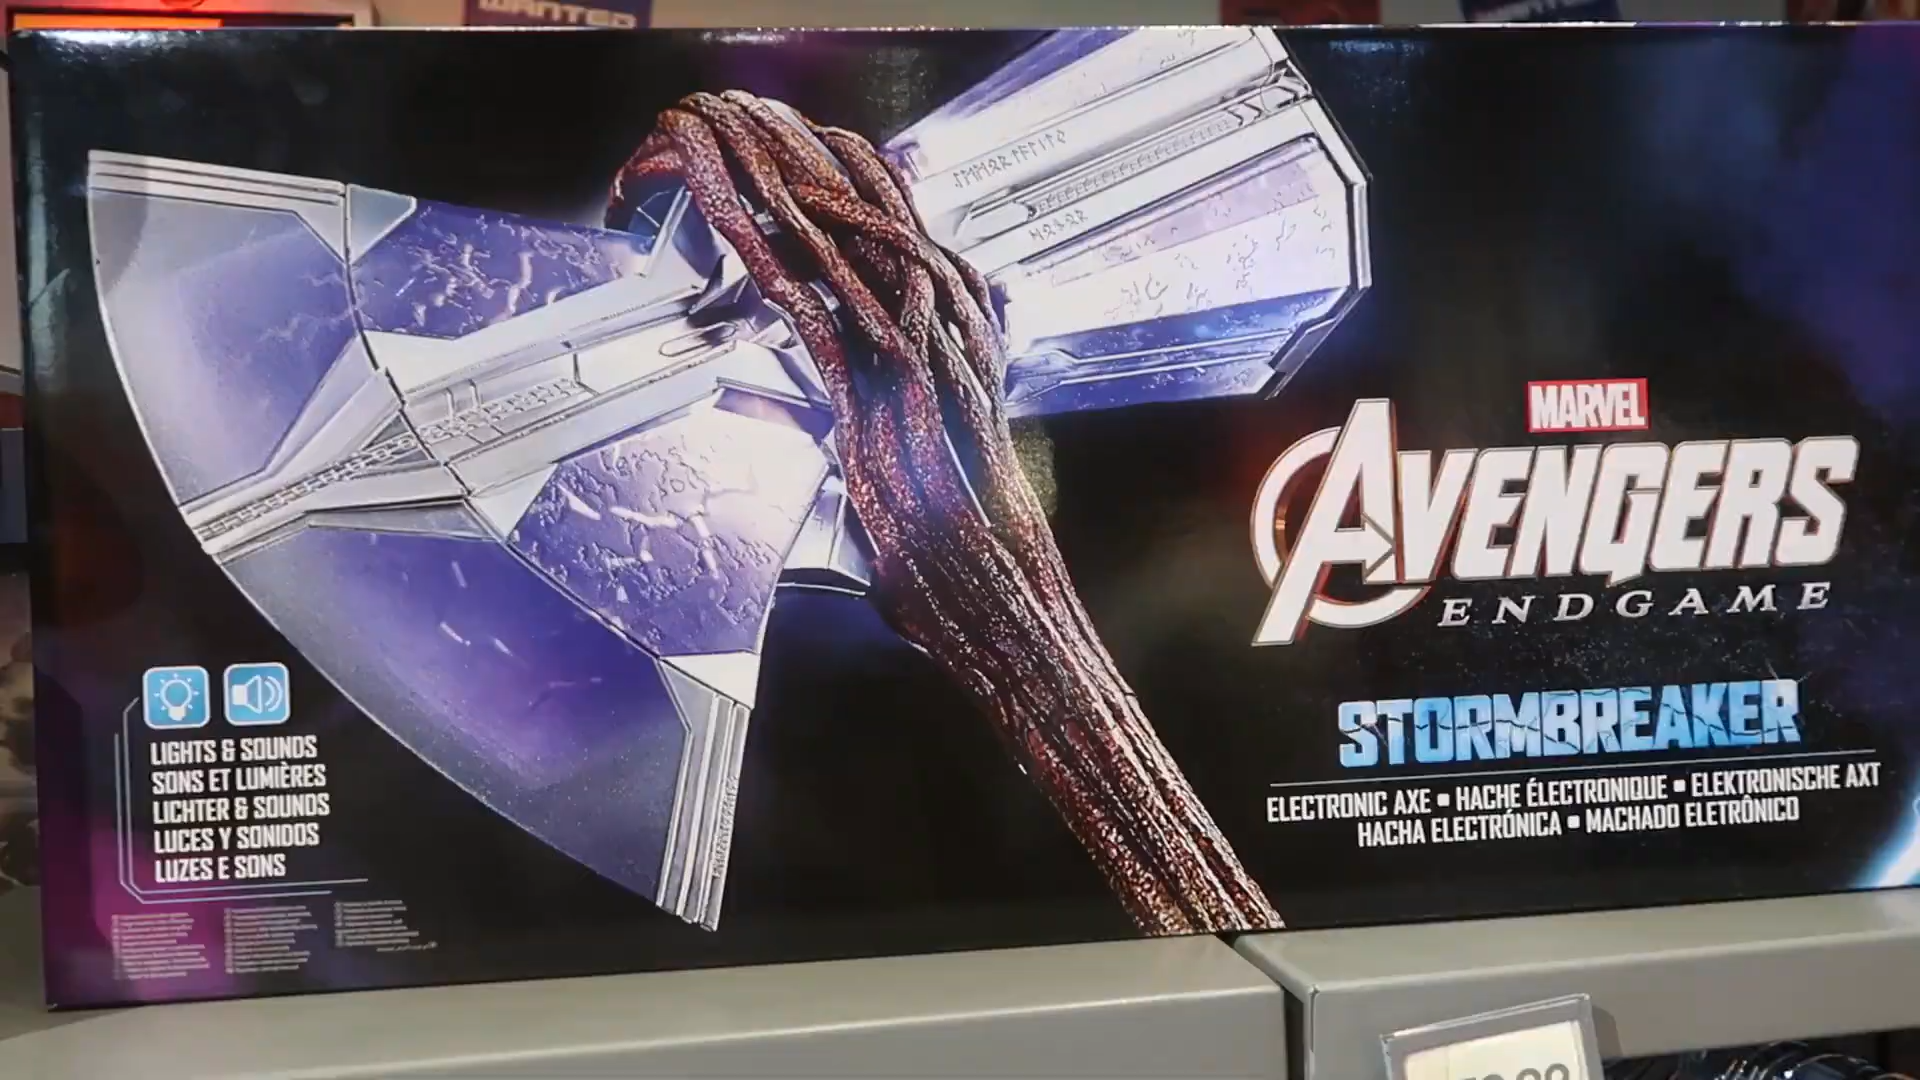 WANTED
MARVEL
AVENGERS
ENDGAME
STORMBREAKER
ELECTRONIC AXE ▪ HACHE ÉLECTRONIQUE ▪ ELEKTRONISCHE AXT
HACHA ELECTRÓNICA ▪ MACHADO ELETRÔNICO
LIGHTS & SOUNDS
SONS ET LUMIÈRES
LICHTER & SOUNDS
LUCES Y SONIDOS
LUZES E SONS